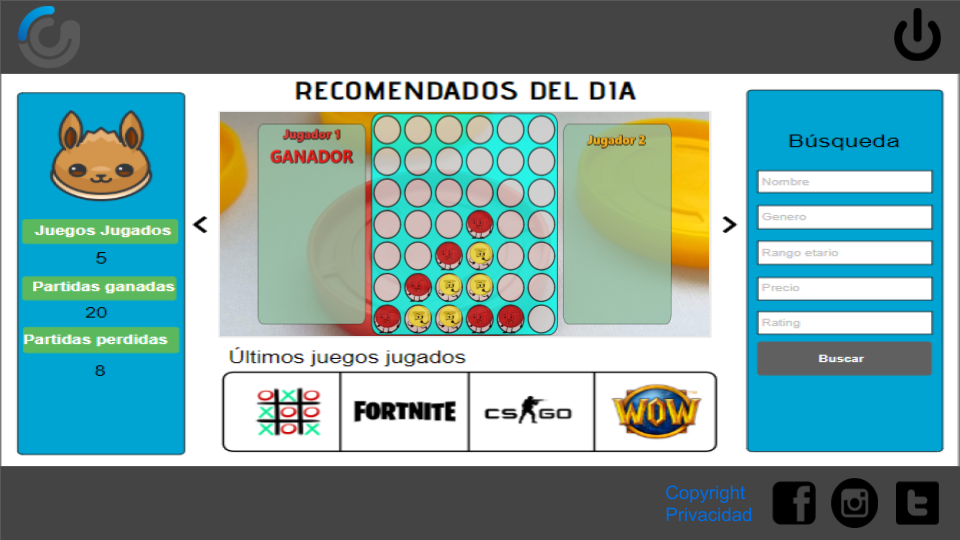 RECOMENDADOS DEL D1A
Jugador 1
GANADOR
Jugador 2
Juegos Jugados
5
Partidas ganadas
20
Partidas perdidas
8
Búsqueda
Nombre
Genero
Rango etario
Precio
Rating
Buscar
Últimos juegos jugados
FORTNITE
CS GO
WOW
Copyright
Privacidad